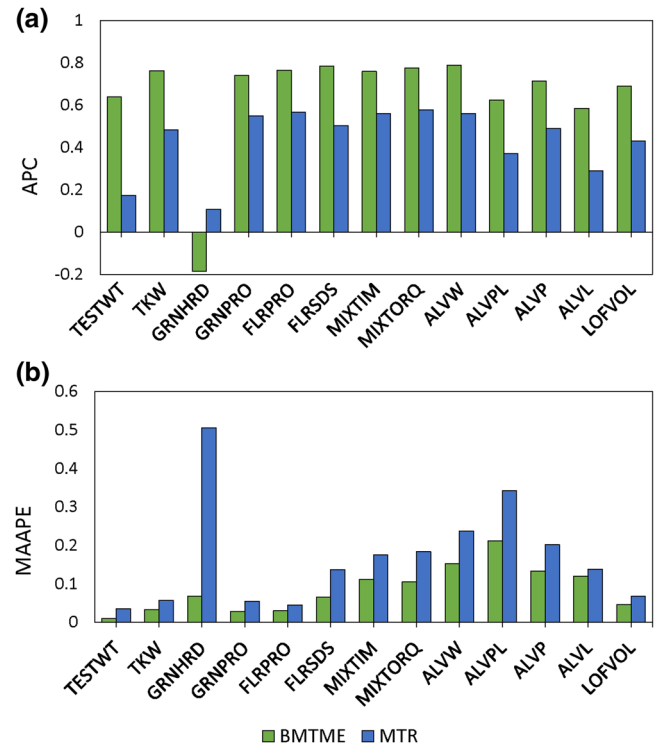 (a)
1
0.8
0.6
0.4
0.2
0
-0.2
APC
TESTWT TKW GRNHRD GRNPRO FLRPRO FLRSDS MIXTIM MIXTORQ ALVW ALVPL ALVP ALVL LOFVOL
(b)
0.6
0.5
0.4
0.3
0.2
0.1
0
MAAPE
TESTWT TKW GRNHRD GRNPRO FLRPRO FLRSDS MIXTIM MIXTORQ ALVW ALVPL ALVP ALVL LOFVOL
BMTME MTR